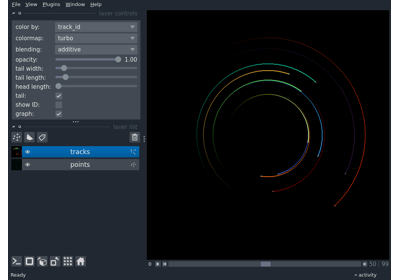 File View Plugins Window Help
layer controls
color by: track_id
colormap: turbo
blending: additive
opacity: 1.00
tail width:
tail length:
head length:
tail:
show ID:
graph:
layer list
tracks
points
50 99
Ready
activity